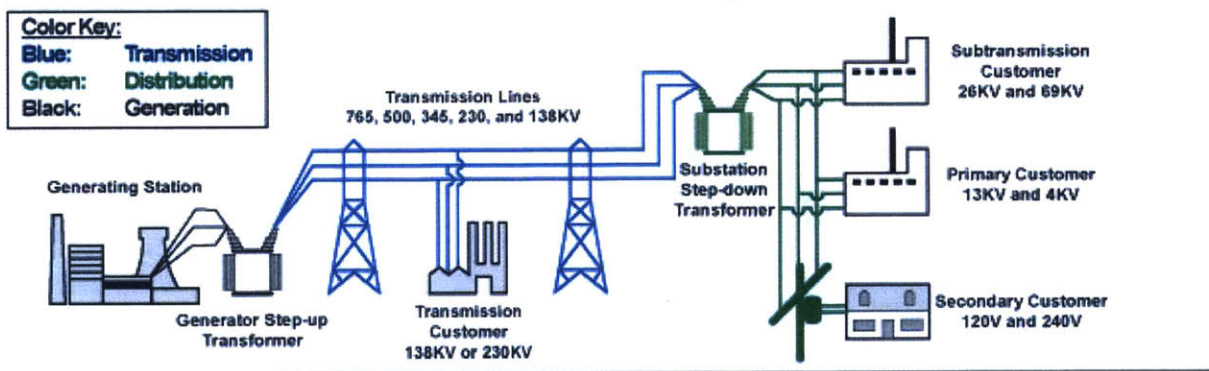 Color Key:
Blue: Transmission
Green: Distribution
Black: Generation
Transmission Lines
765, 500, 345, 230, and 138KV
Generating Station
Generator Step-up
Transformer
Transmission
Customer
138KV or 230KV
Substation
Step-down
Transformer
Subtransmission
Customer
26KV and 69KV
Primary Customer
13KV and 4KV
Secondary Customer
120V and 240V